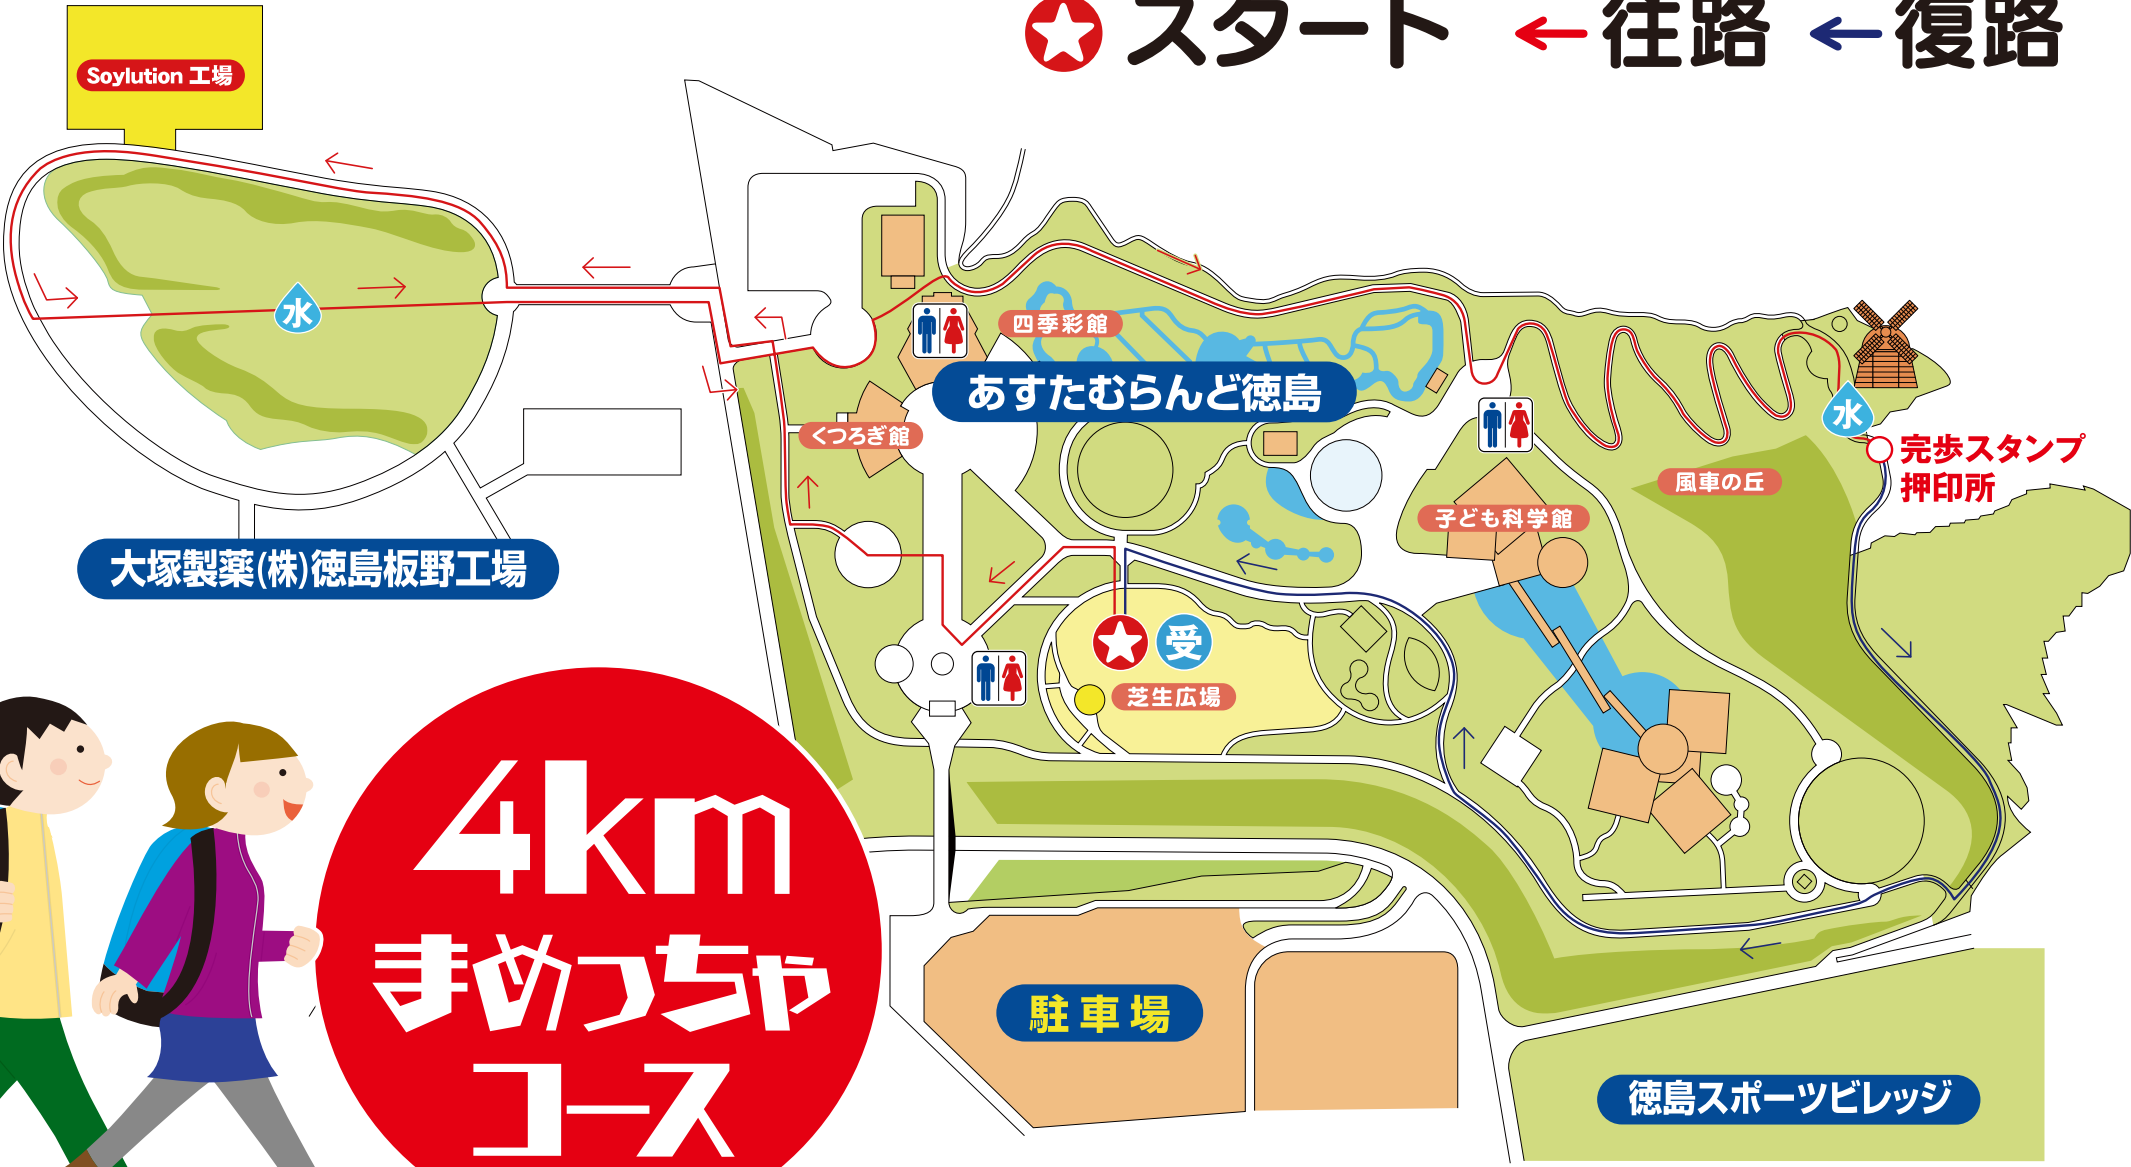 スタート ←往路 ←復路
Soylution 工場
水
四季彩館
あすたむらんど徳島
くつろぎ館
水
完歩スタンプ
押印所
風車の丘
子ども科学館
大塚製薬(株)徳島板野工場
受
芝生広場
4km
まめっちゃ
コース
駐車場
徳島スポーツビレッジ